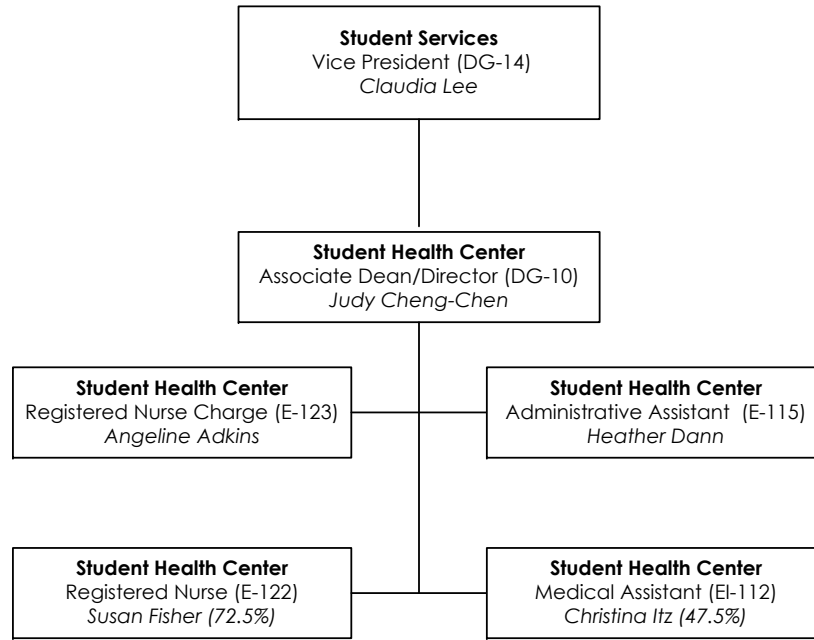 Student Services
Vice President (DG-14)
Claudia Lee
Student Health Center
Associate Dean/Director (DG-10)
Judy Cheng-Chen
Student Health Center
Registered Nurse Charge (E-123)
Angeline Adkins
Student Health Center
Administrative Assistant (E-115)
Heather Dann
Student Health Center
Registered Nurse (E-122)
Susan Fisher (72.5%)
Student Health Center
Medical Assistant (EI-112)
Christina Itz (47.5%)